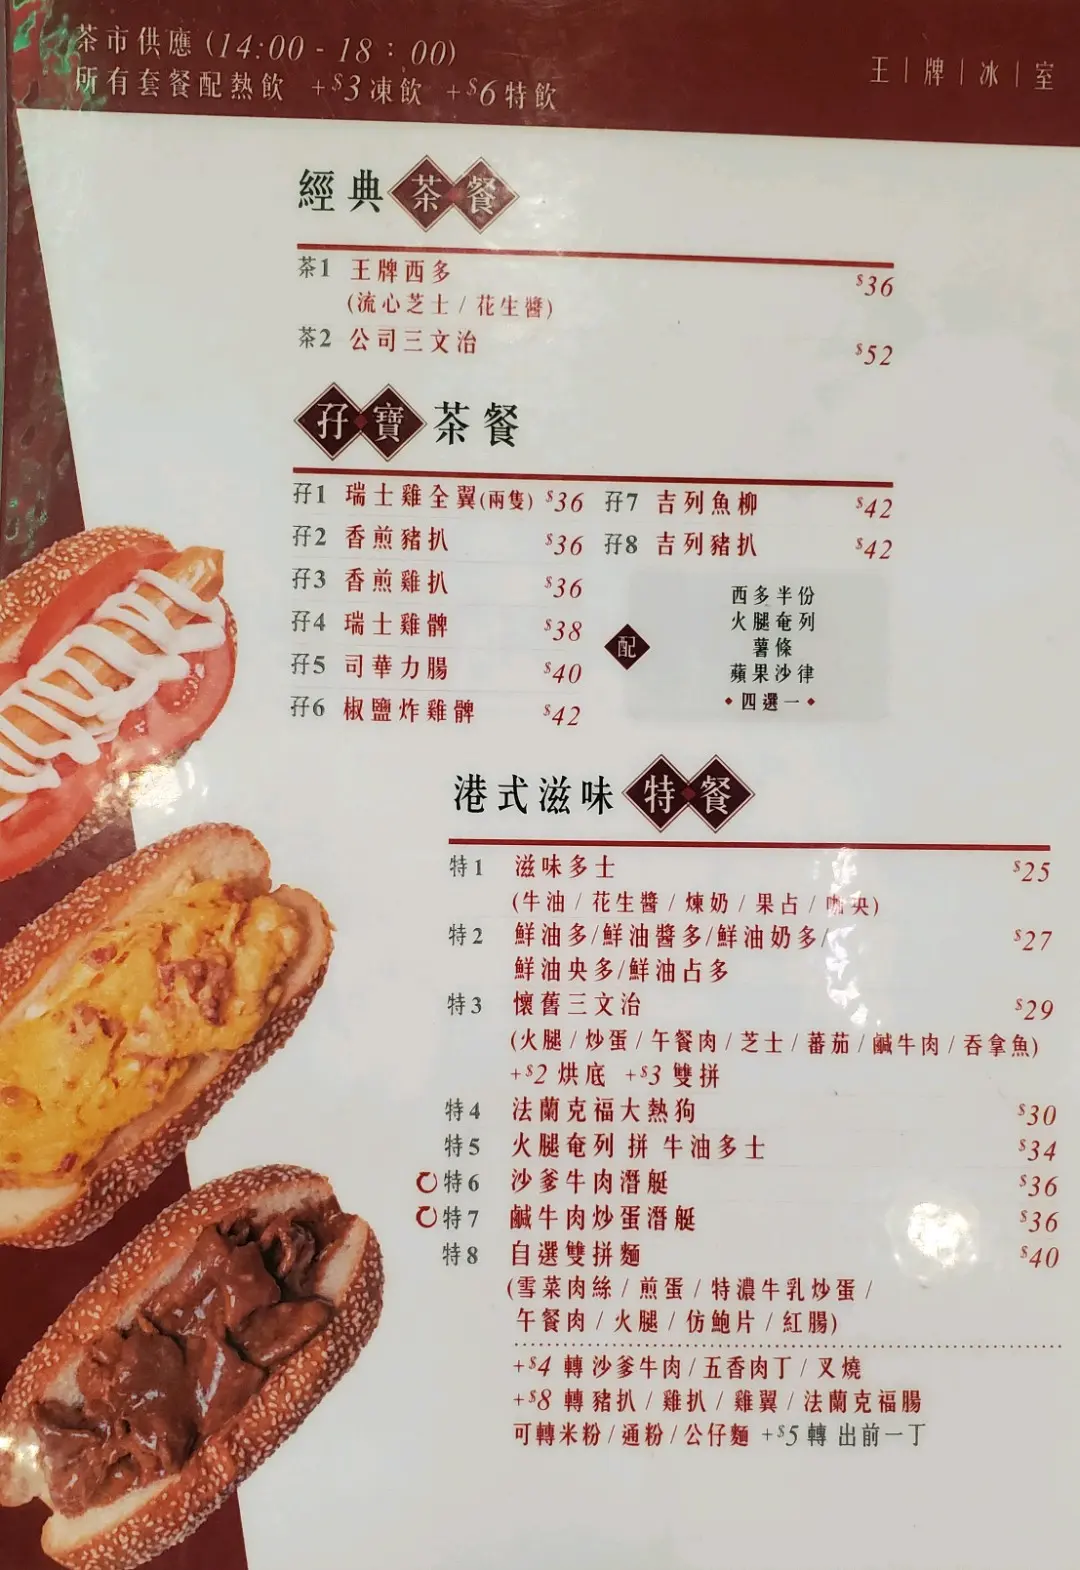 茶市供應 (14:00 - 18：00)
所有套餐配熱飲 +$3凍飲 +$6特飲
王|牌|冰|室
經典茶餐
茶1 王牌西多 $36
(流心芝士 / 花生醬)
茶2 公司三文治 $52
孖寶茶餐
孖1 瑞士雞全翼(兩隻) $36
孖2 香煎豬扒 $36
孖3 香煎雞扒 $36
孖4 瑞士雞髀 $38
孖5 司華力腸 $40
孖6 椒鹽炸雞髀 $42
孖7 吉列魚柳 $42
孖8 吉列豬扒 $42
配
西多半份
火腿奄列
薯條
蘋果沙律
四選一
港式滋味特餐
特1 滋味多士 $25
(牛油 / 花生醬 / 煉奶 / 果占 / 咖央)
特2 鮮油多/鮮油醬多/鮮油奶多/ $27
鮮油央多/鮮油占多
特3 懷舊三文治 $29
(火腿 / 炒蛋 / 午餐肉 / 芝士 / 蕃茄 / 鹹牛肉 / 吞拿魚)
+$2 烘底 +$3 雙拼
特4 法蘭克福大熱狗 $30
特5 火腿奄列 拼 牛油多士 $34
特6 沙爹牛肉潛艇 $36
特7 鹹牛肉炒蛋潛艇 $36
特8 自選雙拼麵 $40
(雪菜肉絲 / 煎蛋 / 特濃牛乳炒蛋 /
午餐肉 / 火腿 / 仿鮑片 / 紅腸)
+$4 轉 沙爹牛肉 / 五香肉丁 / 叉燒
+$8 轉 豬扒 / 雞扒 / 雞翼 / 法蘭克福腸
可轉米粉 / 通粉 / 公仔麵 +$5 轉 出前一丁